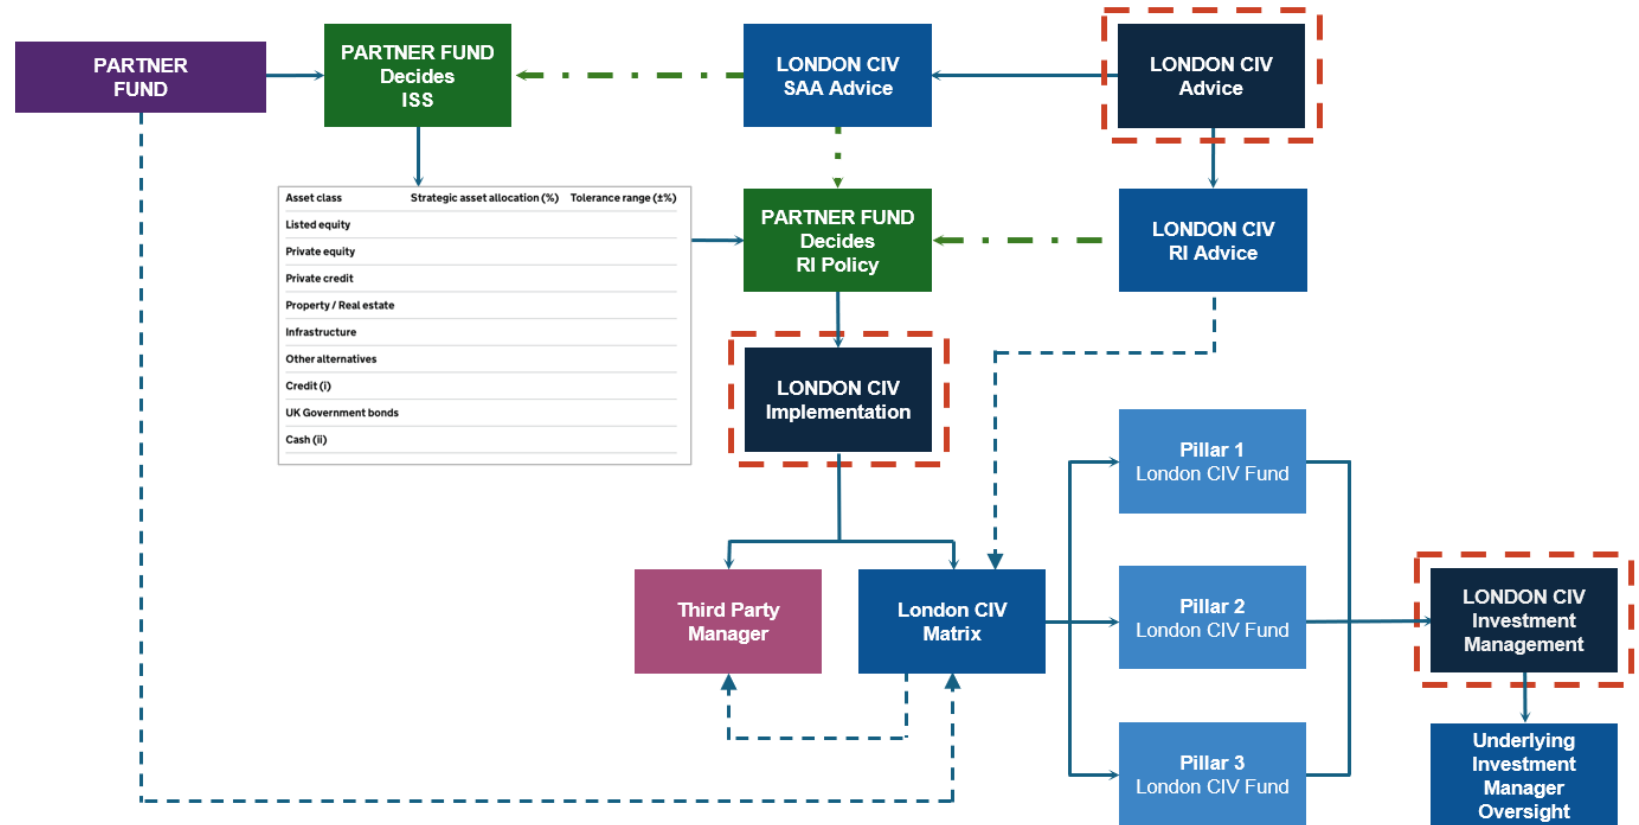 PARTNER
FUND
PARTNER FUND
Decides
ISS
LONDON CIV
SAA Advice
LONDON CIV
Advice
Asset class Strategic asset allocation (%) Tolerance range (±%)
Listed equity
Private equity
Private credit
Property / Real estate
Infrastructure
Other alternatives
Credit (i)
UK Government bonds
Cash (ii)
PARTNER FUND
Decides
RI Policy
LONDON CIV
RI Advice
LONDON CIV
Implementation
Third Party
Manager
London CIV
Matrix
Pillar 1
London CIV Fund
Pillar 2
London CIV Fund
Pillar 3
London CIV Fund
LONDON CIV
Investment
Management
Underlying
Investment
Manager
Oversight